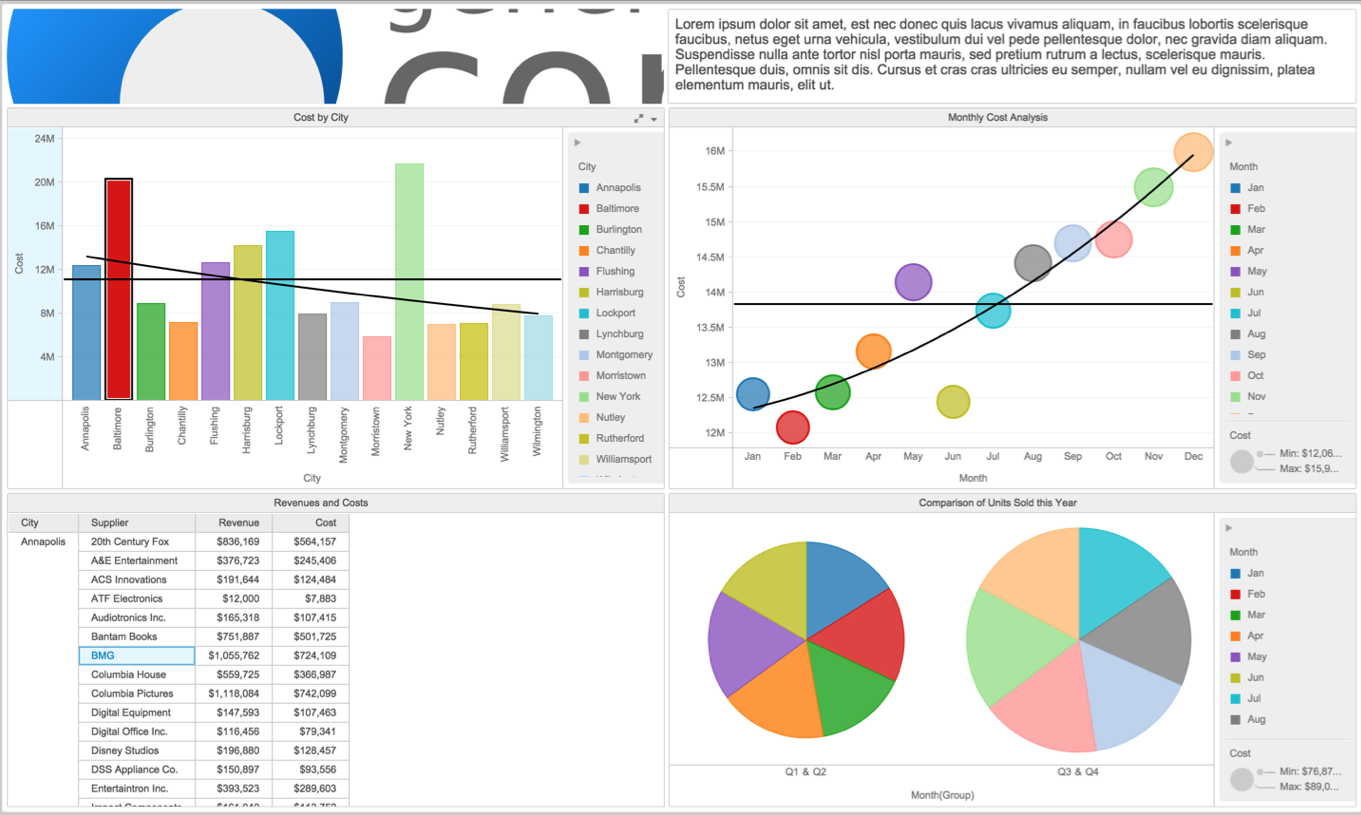 Lorem ipsum dolor sit amet, est nec donec quis lacus vivamus aliquam, in faucibus lobortis scelerisque
faucibus, netus eget urna vehicula, vestibulum dui vel pede pellentesque dolor, nec gravida diam aliquam.
Suspendisse nulla ante tortor nisl porta mauris, sed pretium rutrum a lectus, scelerisque mauris.
Pellentesque duis, omnis sit dis. Cursus et cras cras ultricies eu semper, nullam vel eu dignissim, platea
elementum mauris, elit ut.
Cost by City
24M
20M
16M
12M
8M
4M
Cost
Annapolis
Baltimore
Burlington
Chantilly
Flushing
Harrisburg
Lockport
Lynchburg
Montgomery
Morristown
New York
Nutley
Rutherford
Williamsport
Wilmington
City
City
Annapolis
Baltimore
Burlington
Chantilly
Flushing
Harrisburg
Lockport
Lynchburg
Montgomery
Morristown
New York
Nutley
Rutherford
Williamsport
Monthly Cost Analysis
16M
15.5M
15M
14.5M
14M
13.5M
13M
12.5M
12M
Cost
Jan Feb Mar Apr May Jun Jul Aug Sep Oct Nov Dec
Month
Month
Jan
Feb
Mar
Apr
May
Jun
Jul
Aug
Sep
Oct
Nov
Cost
Min: $12,06...
Max: $15,9...
Revenues and Costs
City Supplier Revenue Cost
Annapolis 20th Century Fox $836,169 $564,157
A&E Entertainment $376,723 $245,406
ACS Innovations $191,644 $124,484
ATF Electronics $12,000 $7,883
Audiotronics Inc. $165,318 $107,415
Bantam Books $751,887 $501,725
BMG $1,055,762 $724,109
Columbia House $559,725 $366,987
Columbia Pictures $1,118,084 $742,099
Digital Equipment $147,593 $107,463
Digital Office Inc. $116,456 $79,341
Disney Studios $196,880 $128,457
DSS Appliance Co. $150,897 $93,556
Entertaintron Inc. $393,523 $289,603
Comparison of Units Sold this Year
Q1 & Q2 Q3 & Q4
Month(Group)
Month
Jan
Feb
Mar
Apr
May
Jun
Jul
Aug
Cost
Min: $76,87...
Max: $89,0...